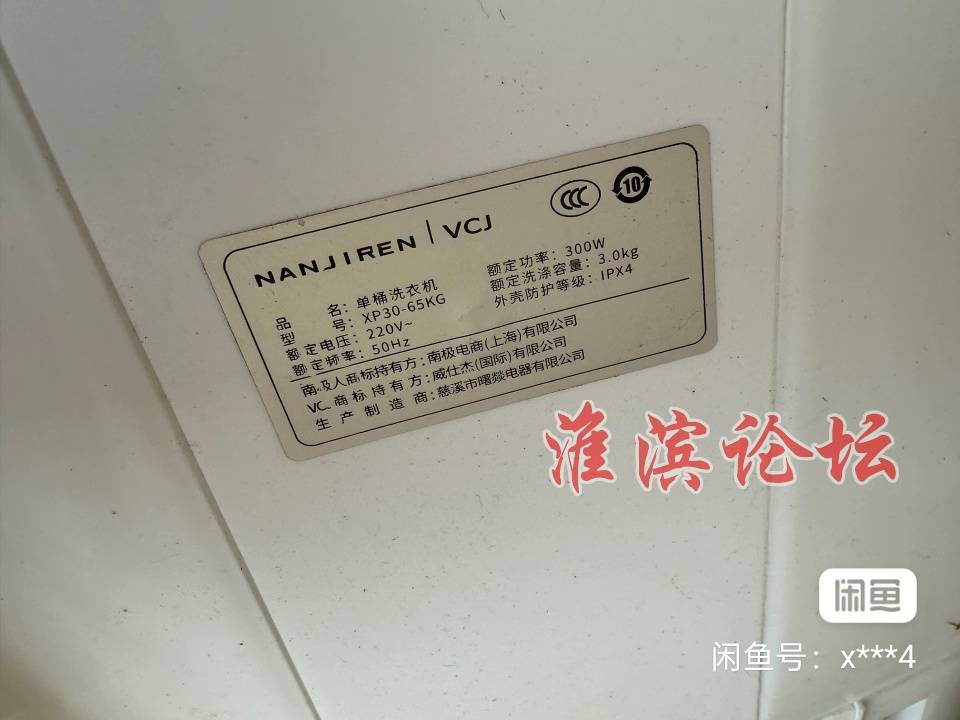 CCC
10
NANJIREN | VCJ
品名：单桶洗衣机
型号：XP30-65KG
额定电压：220V~
额定频率：50Hz
额定功率：300W
额定洗涤容量：3.0kg
外壳防护等级：IPX4
南极人商标持有方：南极电商(上海)有限公司
VCJ商标持有方：威仕杰(国际)有限公司
生产制造商：慈溪市曙燚电器有限公司
淮滨论坛
闲鱼
闲鱼号：x***4